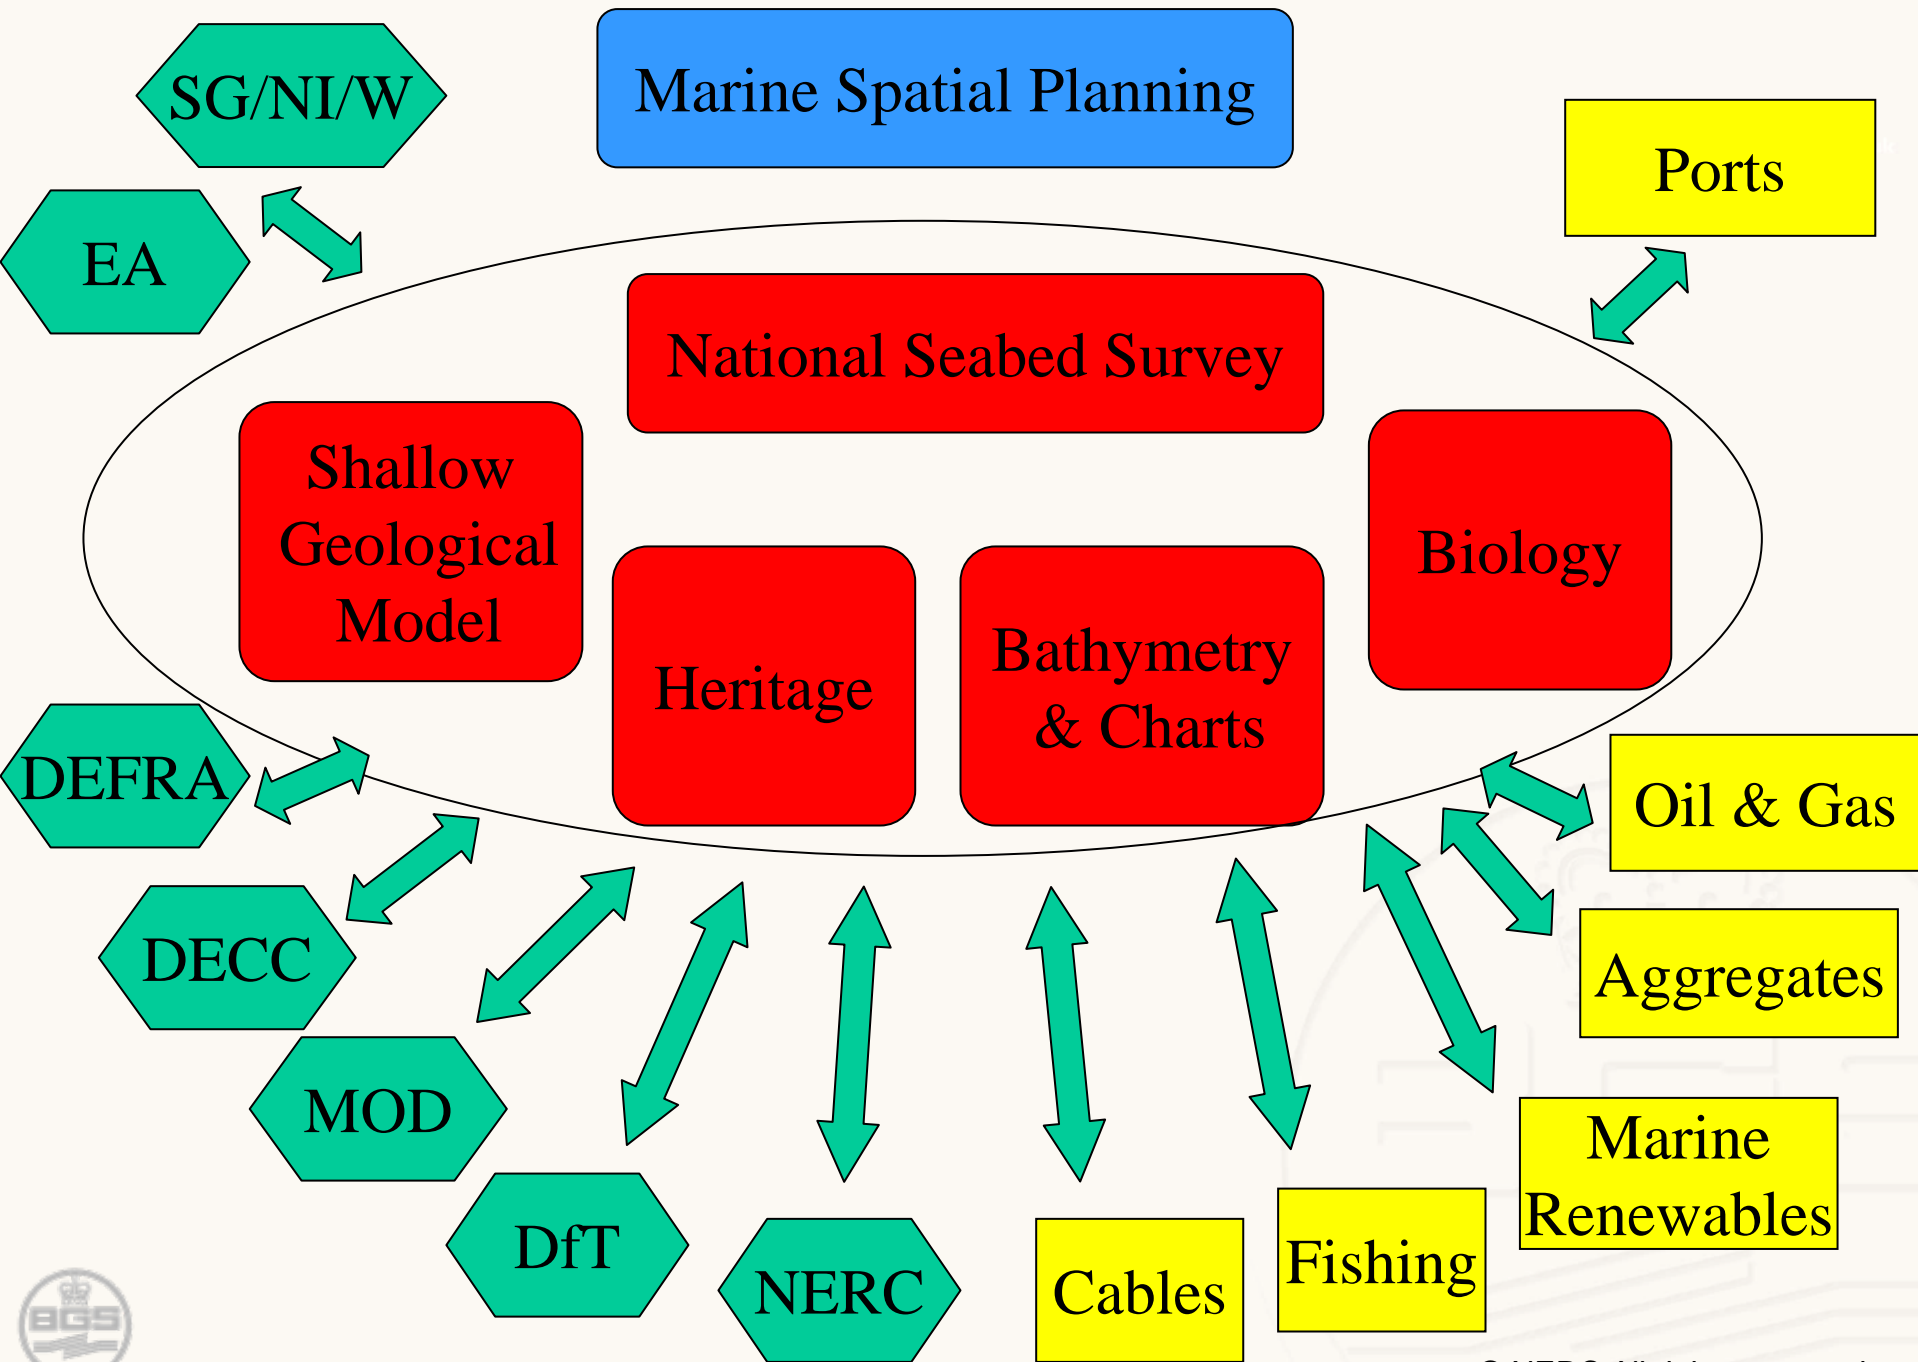 SG/NI/W
Marine Spatial Planning
Ports
EA
National Seabed Survey
Shallow
Geological
Model
Heritage
Bathymetry
& Charts
Biology
DEFRA
Oil & Gas
DECC
Aggregates
MOD
Marine
Renewables
DfT
NERC
Cables
Fishing
BGS